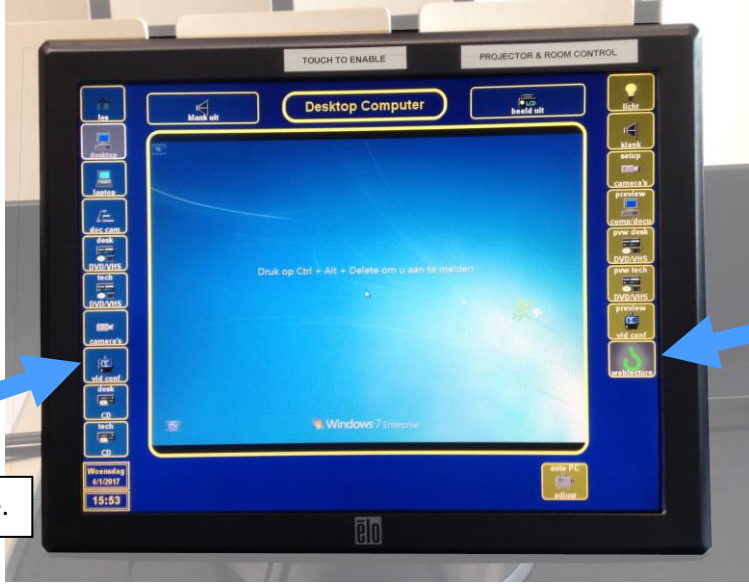 TOUCH TO ENABLE
PROJECTOR & ROOM CONTROL
les
klank uit
Desktop Computer
LCD
beeld uit
licht
desktop
klank
laptop
setup
camera's
doc cam
preview
comp/docu
desk
DVD/VHS
pvw desk
DVD/VHS
tech
DVD/VHS
pvw tech
DVD/VHS
camera's
preview
vid conf
vid conf
weblecture
desk
CD
tech
CD
Druk op Ctrl + Alt + Delete om u aan te melden
Windows 7 Enterprise
Woensdag
4/1/2017
15:53
auto PC
adjust
elo